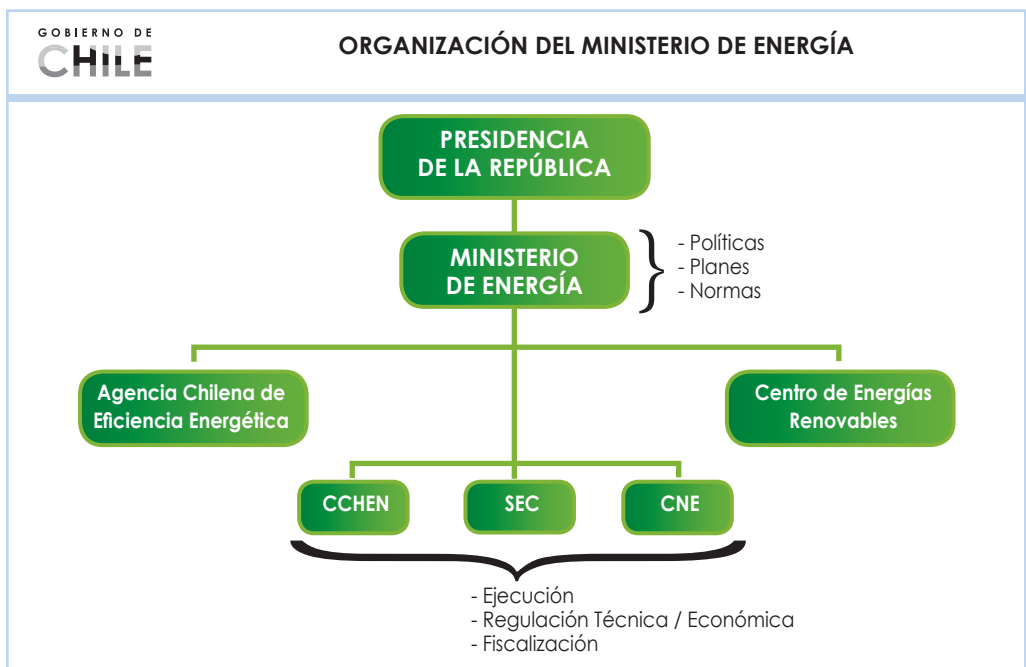 GOBIERNO DE
CHILE
ORGANIZACIÓN DEL MINISTERIO DE ENERGÍA
PRESIDENCIA
DE LA REPÚBLICA
MINISTERIO
DE ENERGÍA
- Políticas
- Planes
- Normas
Agencia Chilena de
Eficiencia Energética
Centro de Energías
Renovables
CCHEN
SEC
CNE
- Ejecución
- Regulación Técnica / Económica
- Fiscalización